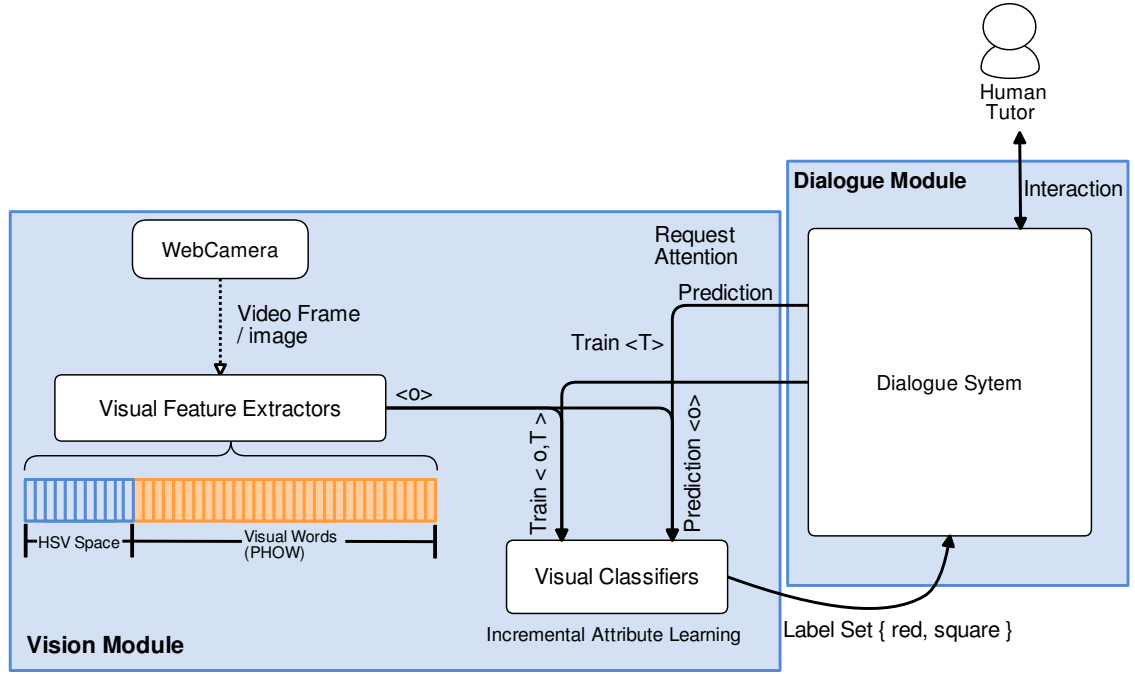 Human
Tutor
Dialogue Module
Interaction
WebCamera
Request
Attention
Prediction
Video Frame
/ image
Train <T>
Dialogue Sytem
Visual Feature Extractors
<o>
Train < o,T >
Prediction <o>
HSV Space
Visual Words
(PHOW)
Visual Classifiers
Incremental Attribute Learning
Label Set { red, square }
Vision Module